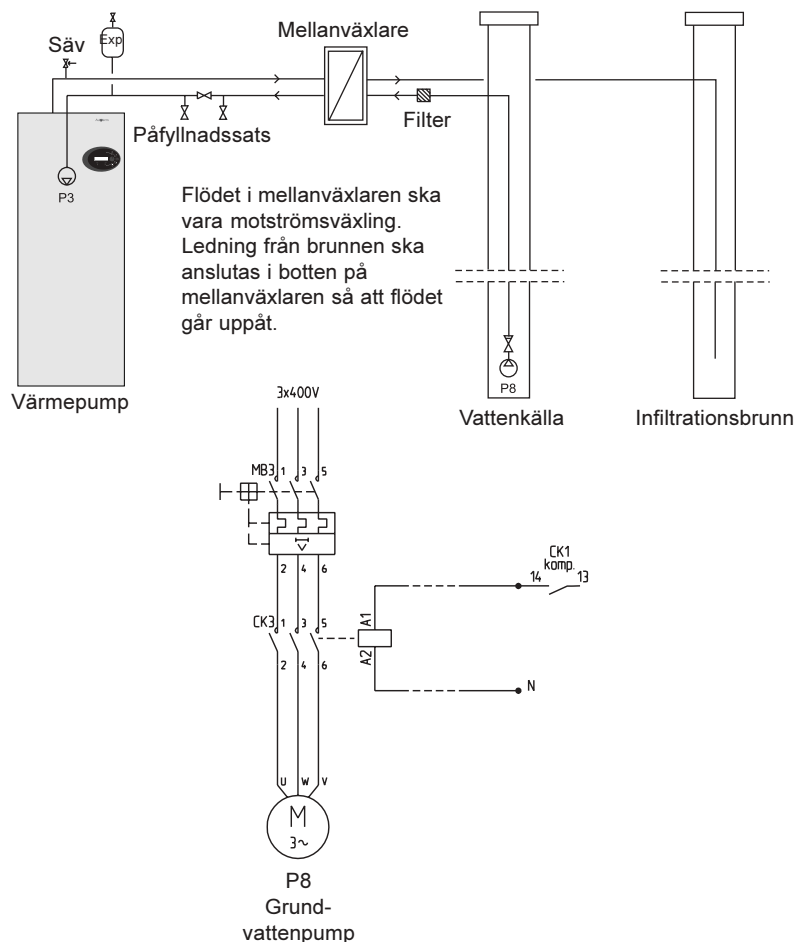 Säv
Exp
Mellanväxlare
Påfyllnadssats
Filter
P3
Flödet i mellanväxlaren ska
vara motströmsväxling.
Ledning från brunnen ska
anslutas i botten på
mellanväxlaren så att flödet
går uppåt.
P8
Värmepump
Vattenkälla
Infiltrationsbrunn
3x400V
MB3 1 3 5
2 4 6
CK1
komp.
14 13
CK3 1 3 5
A1
A2
2 4 6
N
U W V
M
3~
P8
Grund-
vattenpump